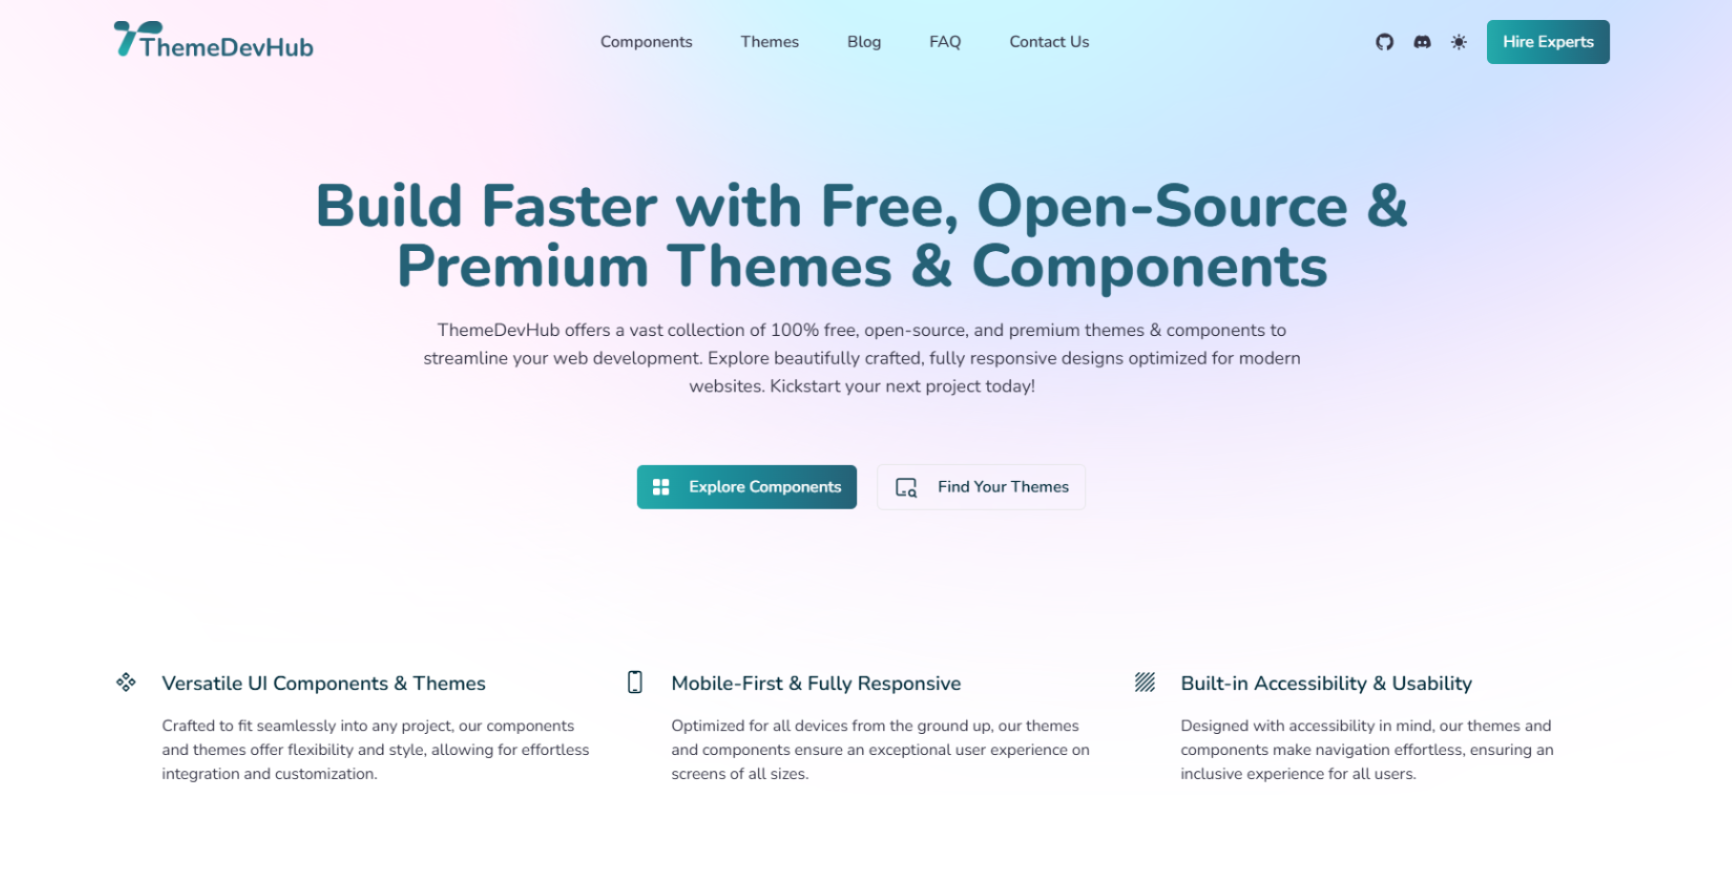 ThemeDevHub
Components
Themes
Blog
FAQ
Contact Us
Hire Experts
Build Faster with Free, Open-Source &
Premium Themes & Components
ThemeDevHub offers a vast collection of 100% free, open-source, and premium themes & components to
streamline your web development. Explore beautifully crafted, fully responsive designs optimized for modern
websites. Kickstart your next project today!
Explore Components
Find Your Themes
Versatile UI Components & Themes
Crafted to fit seamlessly into any project, our components
and themes offer flexibility and style, allowing for effortless
integration and customization.
Mobile-First & Fully Responsive
Optimized for all devices from the ground up, our themes
and components ensure an exceptional user experience on
screens of all sizes.
Built-in Accessibility & Usability
Designed with accessibility in mind, our themes and
components make navigation effortless, ensuring an
inclusive experience for all users.